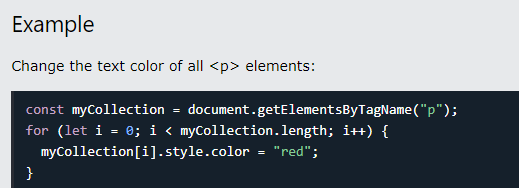 Example
Change the text color of all <p> elements:
const myCollection = document.getElementsByTagName("p");
for (let i = 0; i < myCollection.length; i++) {
  myCollection[i].style.color = "red";
}